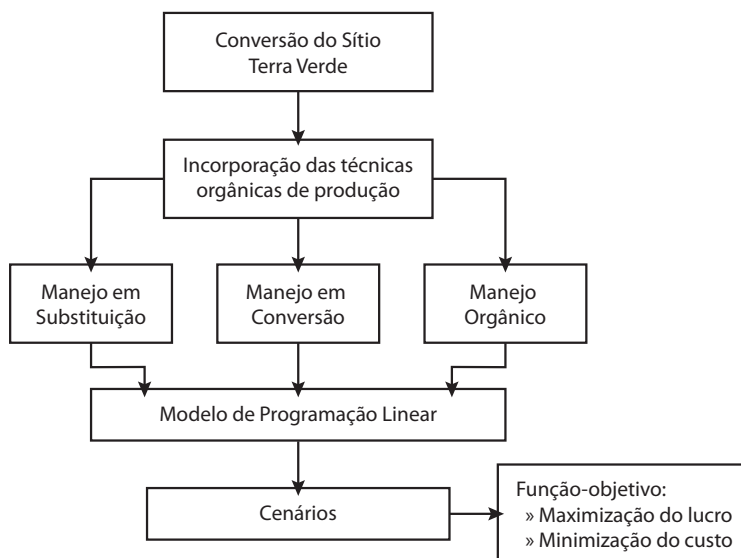 Conversão do Sítio
Terra Verde
Incorporação das técnicas
orgânicas de produção
Manejo em
Substituição
Manejo em
Conversão
Manejo
Orgânico
Modelo de Programação Linear
Cenários
Função-objetivo:
» Maximização do lucro
» Minimização do custo